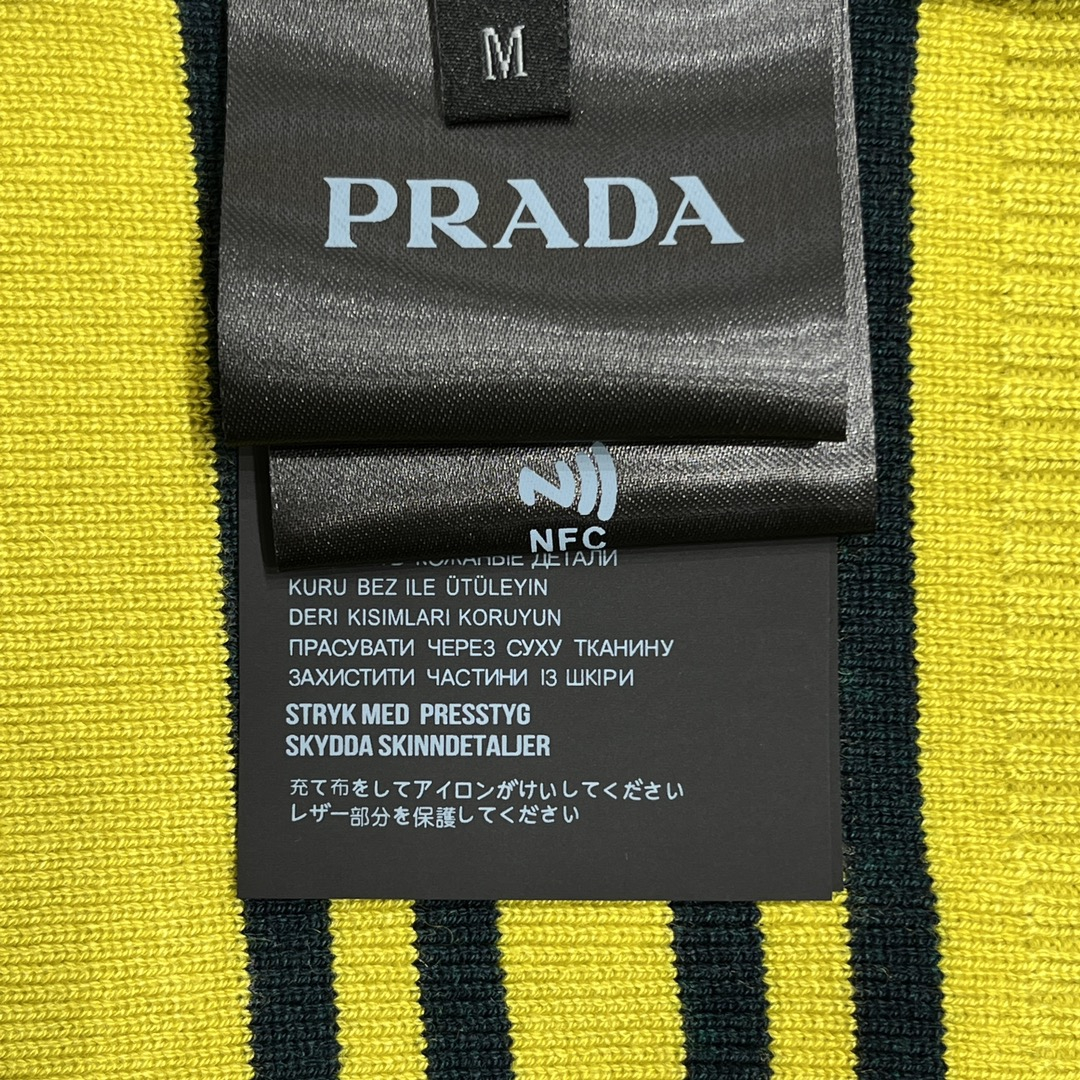 M
PRADA
NFC
КОЖАНЫЕ ДЕТАЛИ
KURU BEZ ILE ÜTÜLEYIN
DERI KISIMLARI KORUYUN
ПРАСУВАТИ ЧЕРЕЗ СУХУ ТКАНИНУ
ЗАХИСТИТИ ЧАСТИНИ ІЗ ШКІРИ
STRYK MED PRESSTYG
SKYDDA SKINNDETALJER
充て布をしてアイロンがけいしてください
レザー部分を保護してください